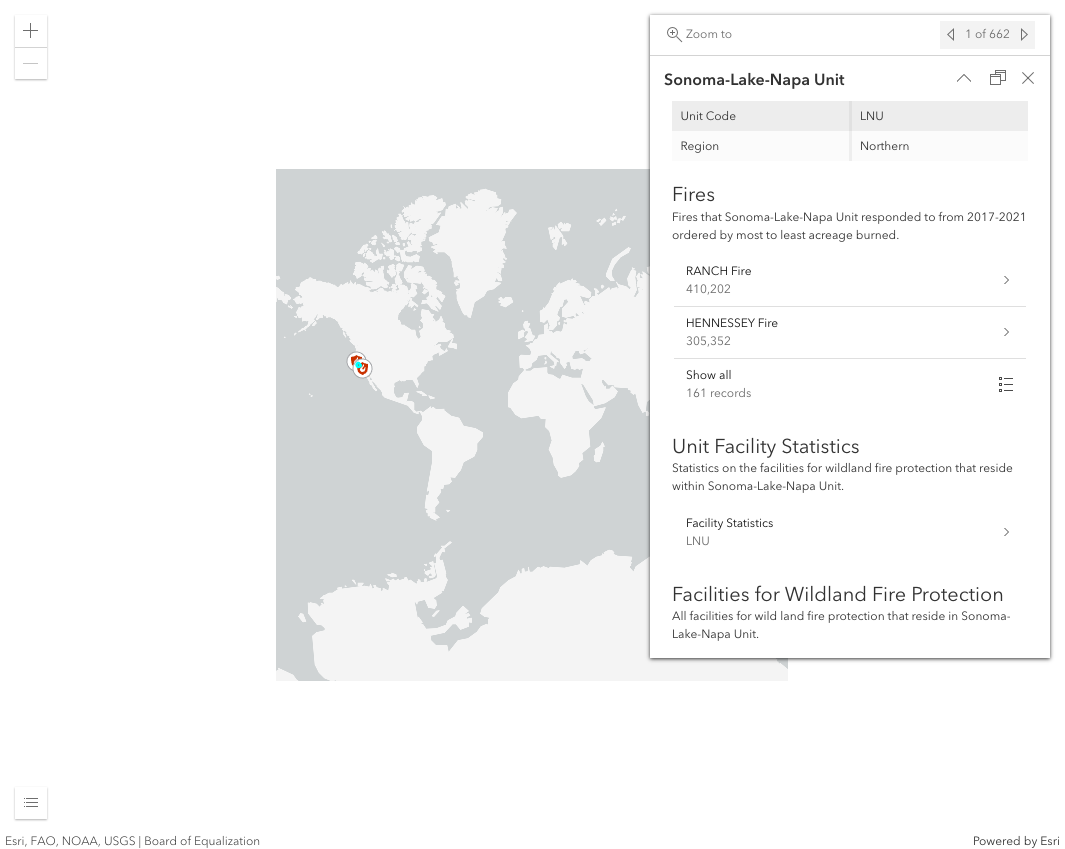 Zoom to
1 of 662
Sonoma-Lake-Napa Unit
Unit Code
LNU
Region
Northern
Fires
Fires that Sonoma-Lake-Napa Unit responded to from 2017-2021
ordered by most to least acreage burned.
RANCH Fire
410,202
HENNESSEY Fire
305,352
Show all
161 records
Unit Facility Statistics
Statistics on the facilities for wildland fire protection that reside
within Sonoma-Lake-Napa Unit.
Facility Statistics
LNU
Facilities for Wildland Fire Protection
All facilities for wild land fire protection that reside in Sonoma-
Lake-Napa Unit.
Esri, FAO, NOAA, USGS | Board of Equalization
Powered by Esri